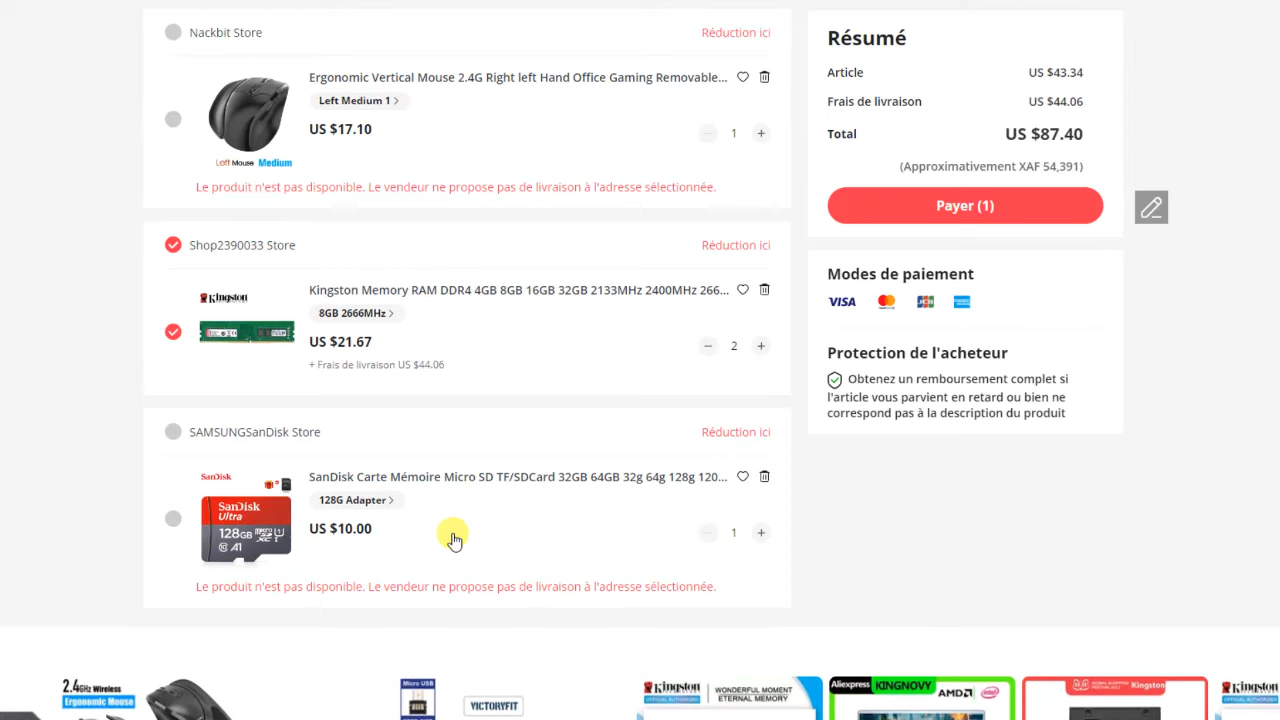 Nackbit Store
Réduction ici
Ergonomic Vertical Mouse 2.4G Right left Hand Office Gaming Removable...
Left Medium 1 >
US $17.10
1
Left Mouse Medium
Le produit n'est pas disponible. Le vendeur ne propose pas de livraison à l'adresse sélectionnée.
Shop2390033 Store
Réduction ici
Kingston
Kingston Memory RAM DDR4 4GB 8GB 16GB 32GB 2133MHz 2400MHz 266...
8GB 2666MHz >
US $21.67
2
+ Frais de livraison US $44.06
SAMSUNGSanDisk Store
Réduction ici
SanDisk
SanDisk Carte Mémoire Micro SD TF/SDCard 32GB 64GB 32g 64g 128g 120...
128G Adapter >
SanDisk
Ultra
128GB
A1
US $10.00
1
Le produit n'est pas disponible. Le vendeur ne propose pas de livraison à l'adresse sélectionnée.
Résumé
Article US $43.34
Frais de livraison US $44.06
Total US $87.40
(Approximativement XAF 54,391)
Payer (1)
Modes de paiement
VISA
Protection de l'acheteur
Obtenez un remboursement complet si
l'article vous parvient en retard ou bien ne
correspond pas à la description du produit
2.4GHz Wireless
Ergonomic Mouse
Micro USB
VICTORYFIT
Kingston
WONDERFUL MOMENT
ETERNAL MEMORY
Aliexpress KINGNOVY AMD intel
Kingston
Kingston